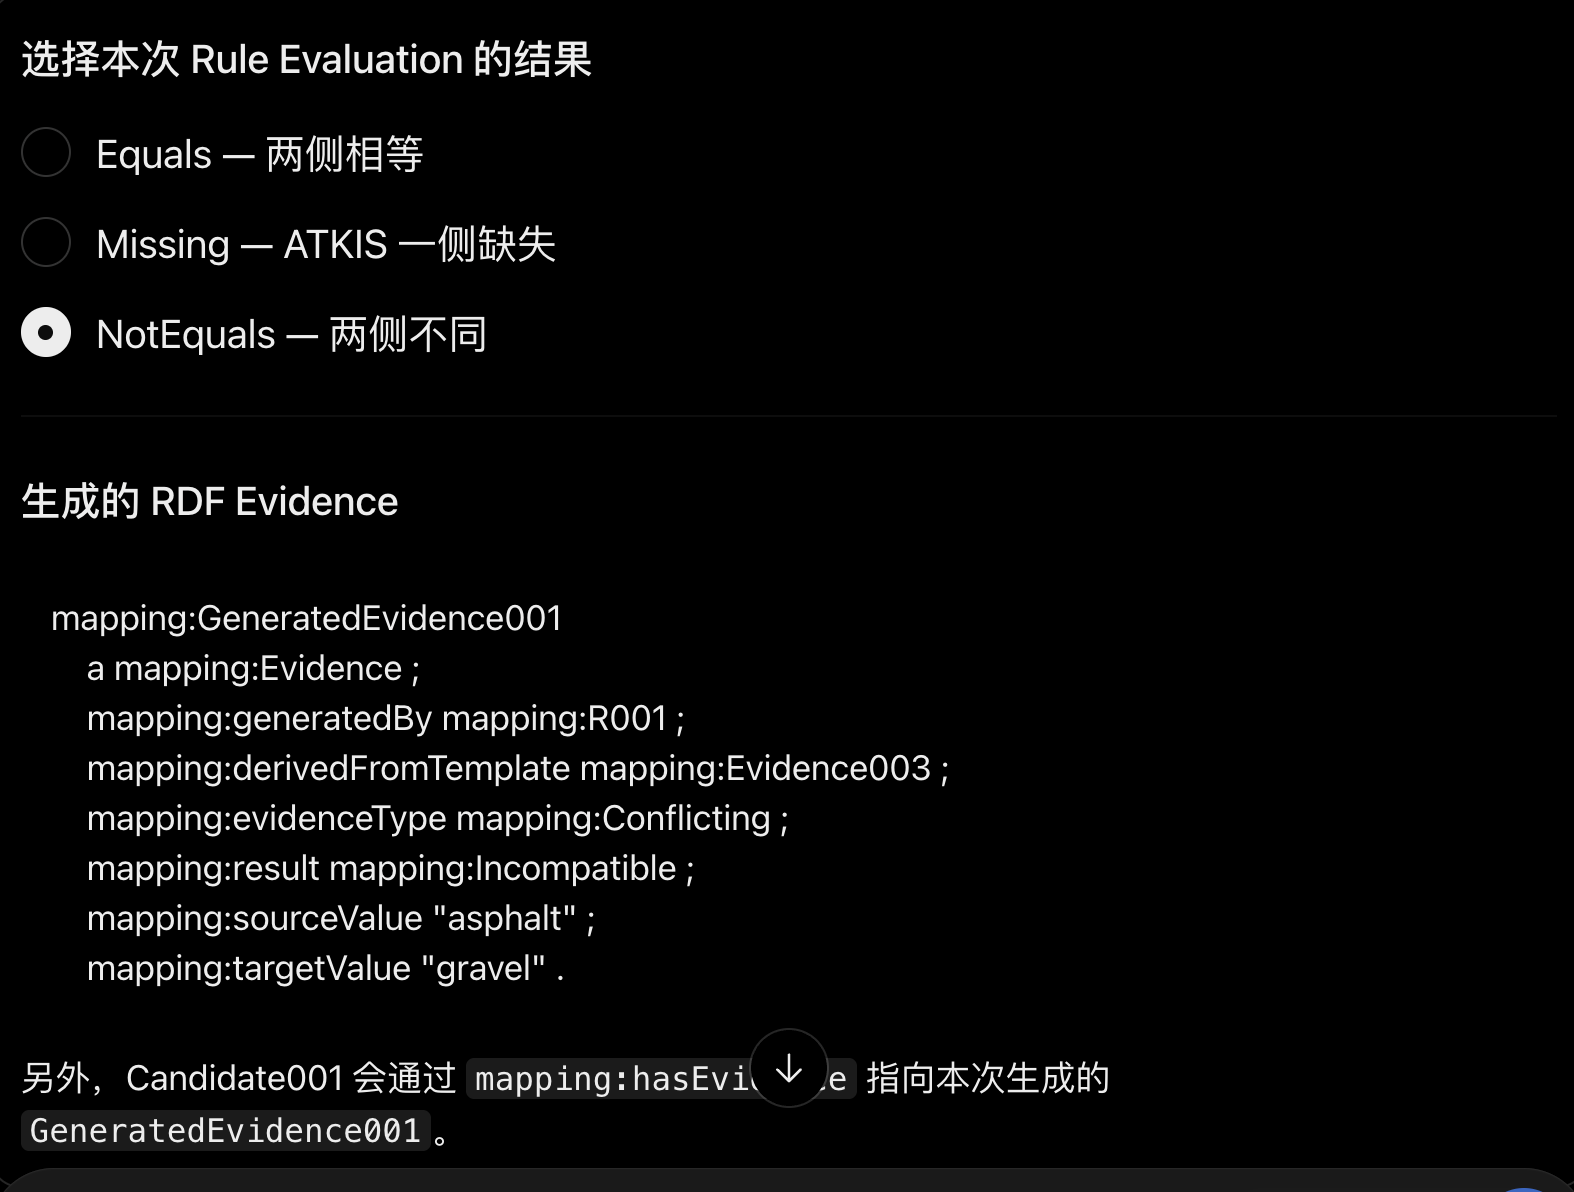 选择本次 Rule Evaluation 的结果
Equals — 两侧相等
Missing — ATKIS 一侧缺失
NotEquals — 两侧不同
生成的 RDF Evidence
mapping:GeneratedEvidence001
a mapping:Evidence ;
mapping:generatedBy mapping:R001 ;
mapping:derivedFromTemplate mapping:Evidence003 ;
mapping:evidenceType mapping:Conflicting ;
mapping:result mapping:Incompatible ;
mapping:sourceValue "asphalt" ;
mapping:targetValue "gravel" .
另外，Candidate001 会通过 指向本次生成的
GeneratedEvidence001。